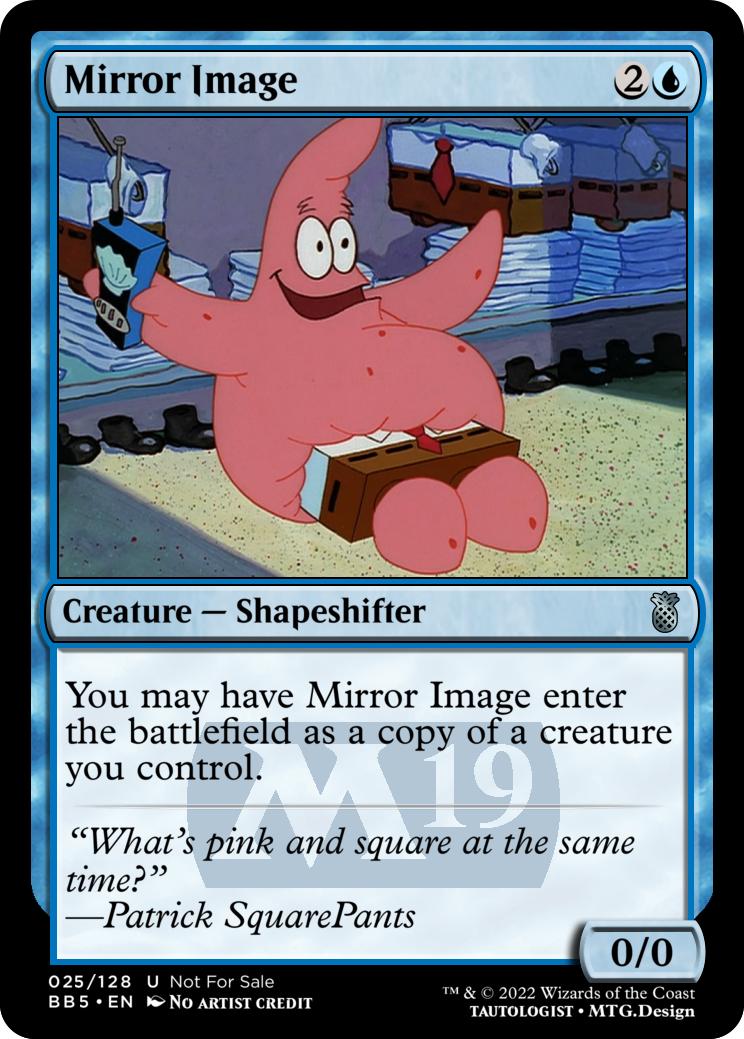 Mirror Image 2
Creature — Shapeshifter
You may have Mirror Image enter
the battlefield as a copy of a creature
you control.
M19
“What’s pink and square at the same
time?”
—Patrick SquarePants
0/0
025/128 U Not For Sale
BB5 • EN No artist credit
™ & © 2022 Wizards of the Coast
TAUTOLOGIST • MTG.Design